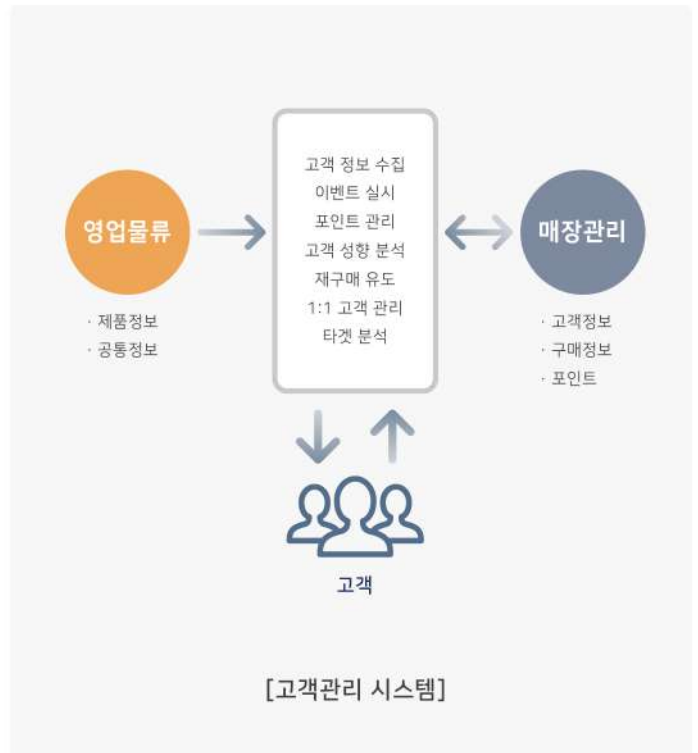 고객 정보 수집
이벤트 실시
포인트 관리
고객 성향 분석
재구매 유도
1:1 고객 관리
타겟 분석
영업물류
· 제품정보
· 공통정보
매장관리
· 고객정보
· 구매정보
· 포인트
고객
[고객관리 시스템]